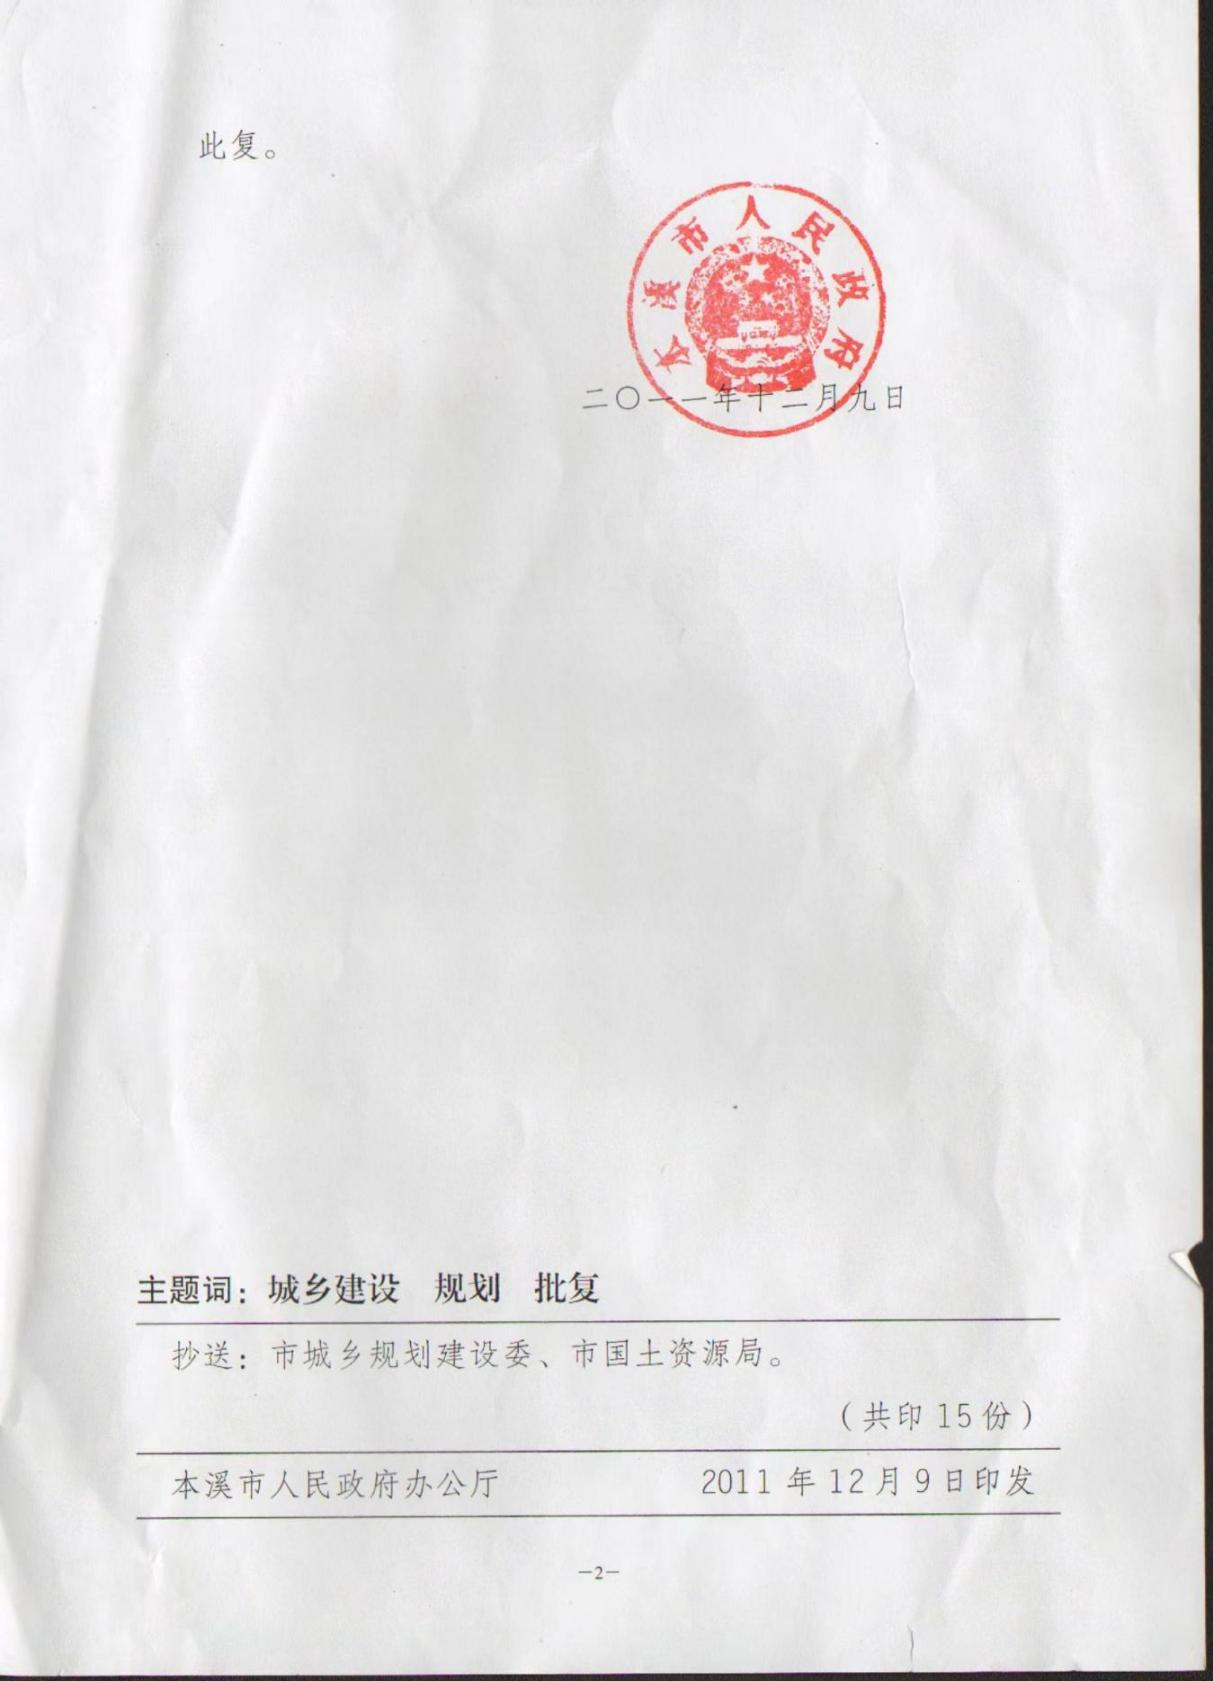 此复。
本溪市人民政府
二〇一一年十二月九日
主题词：城乡建设 规划 批复
抄送：市城乡规划建设委、市国土资源局。
（共印15份）
本溪市人民政府办公厅 2011年12月9日印发
—2—